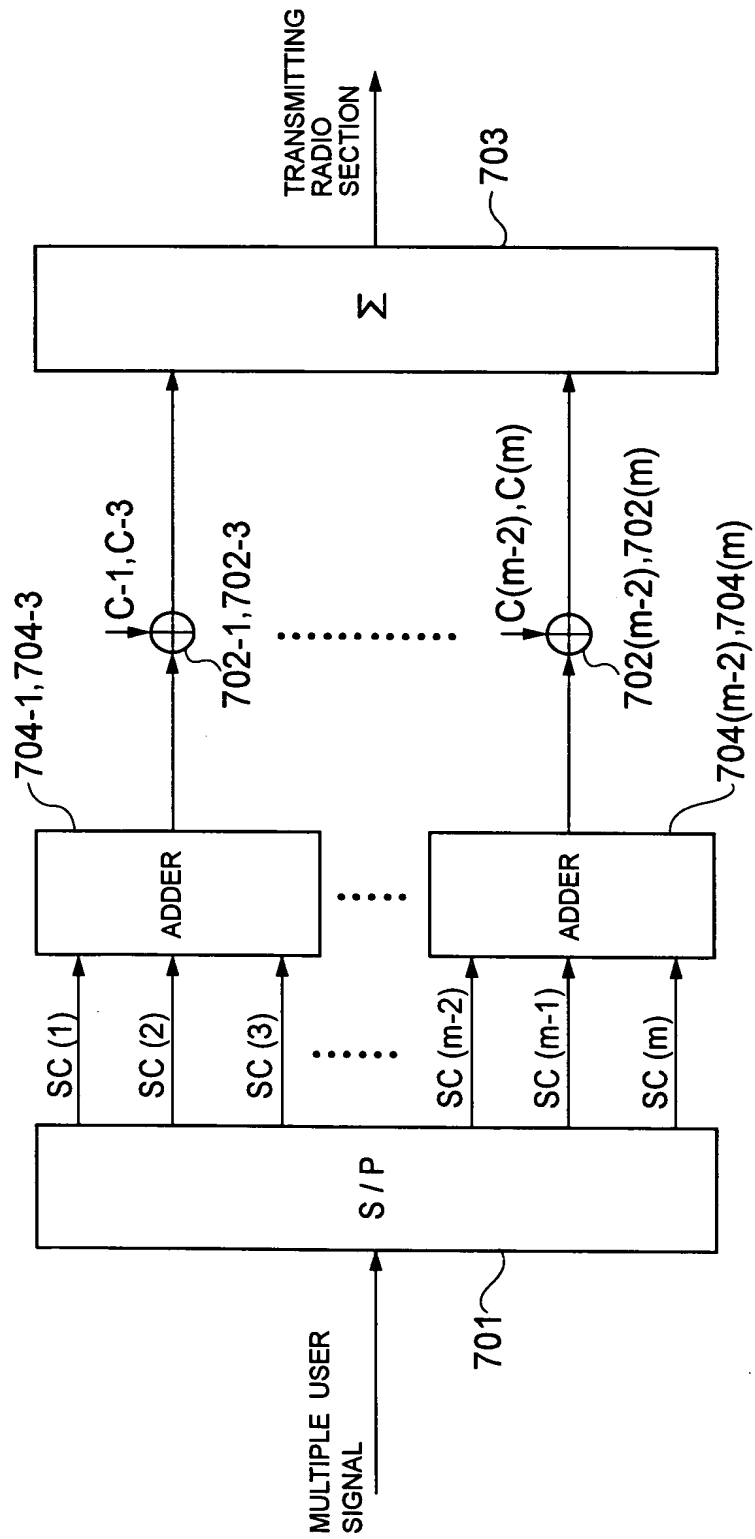 MULTIPLE USER
SIGNAL
701
S / P
SC (1)
SC (2)
SC (3)
SC (m-2)
SC (m-1)
SC (m)
704-1,704-3
ADDER
ADDER
704(m-2),704(m)
C-1,C-3
702-1,702-3
C(m-2),C(m)
702(m-2),702(m)
Σ
703
TRANSMITTING
RADIO
SECTION